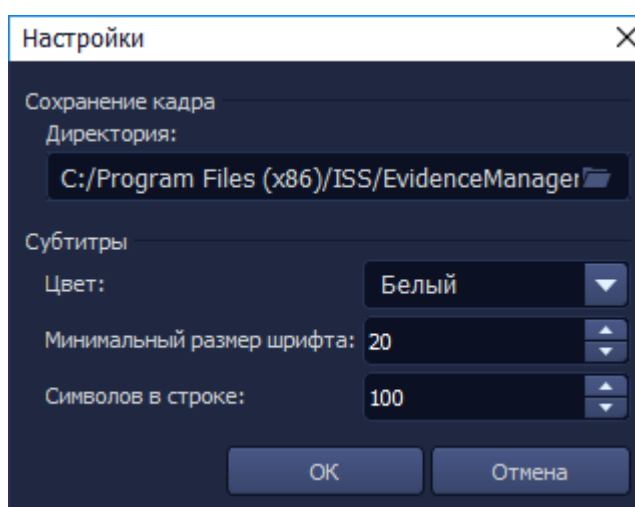 Настройки
Сохранение кадра
Директория:
C:/Program Files (x86)/ISS/EvidenceManager
Субтитры
Цвет: Белый
Минимальный размер шрифта: 20
Символов в строке: 100
OK Отмена